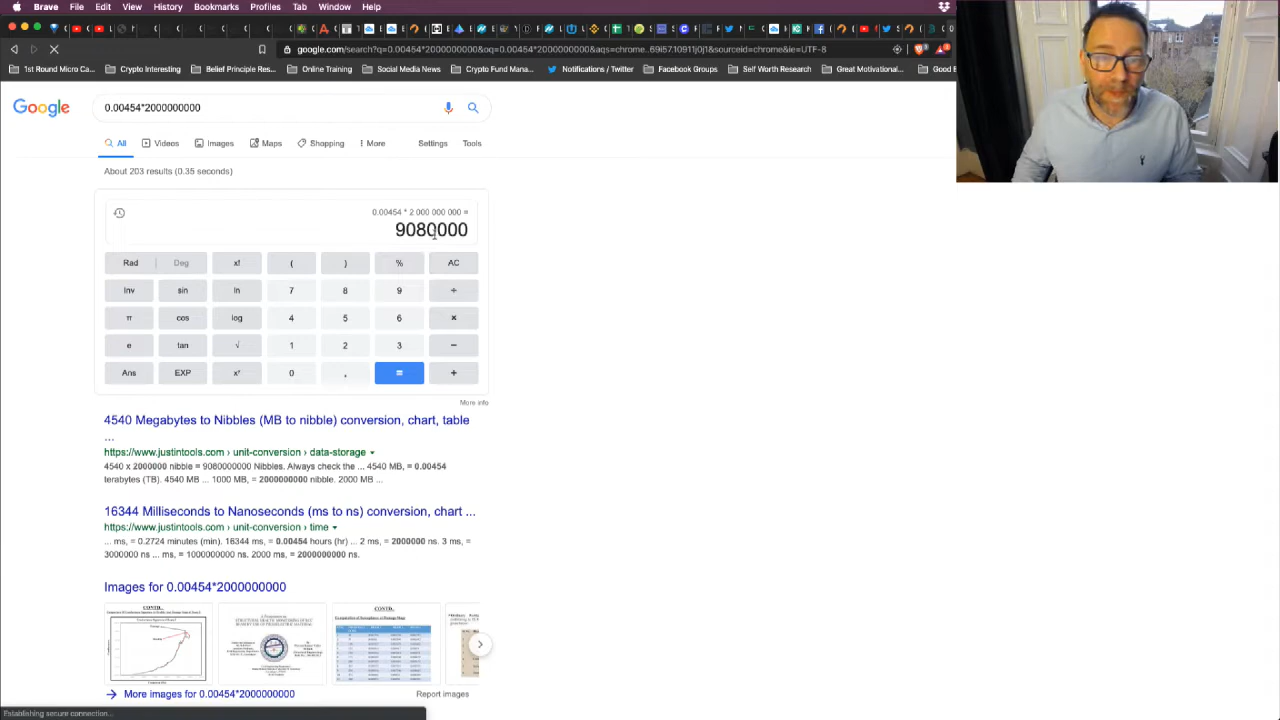 Brave File Edit View History Bookmarks Profiles Tab Window Help
google.com/search?q=0.00454*2000000000&oq=0.00454*2000000000&aqs=chrome..69i57.10911j0j1&sourceid=chrome&ie=UTF-8
1st Round Micro Ca... Crypto Interesting Belief Principle Res... Online Training Social Media News Crypto Fund Mana... Notifications / Twitter Facebook Groups Self Worth Research Great Motivational...
Google
0.00454*2000000000
All Videos Images Maps Shopping More Settings Tools
About 203 results (0.35 seconds)
0.00454 * 2 000 000 000 =
9080000
Rad Deg x! ( ) % AC
Inv sin ln 7 8 9 ÷
π cos log 4 5 6 ×
e tan √ 1 2 3 −
Ans EXP xʸ 0 , = +
More info
4540 Megabytes to Nibbles (MB to nibble) conversion, chart, table
...
https://www.justintools.com › unit-conversion › data-storage
4540 x 2000000 nibble = 9080000000 Nibbles. Always check the ... 4540 MB, = 0.00454
terabytes (TB). 4540 MB ... 1000 MB, = 2000000000 nibble. 2000 MB ...
16344 Milliseconds to Nanoseconds (ms to ns) conversion, chart ...
https://www.justintools.com › unit-conversion › time
... ms, = 0.2724 minutes (min). 16344 ms, = 0.00454 hours (hr) ... 2 ms, = 2000000 ns. 3 ms, =
3000000 ns ... ms, = 1000000000 ns. 2000 ms, = 2000000000 ns.
Images for 0.00454*2000000000
CONTD..
CONTD..
More images for 0.00454*2000000000
Report images
Establishing secure connection...